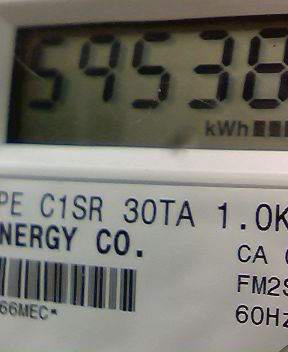 59538
kWh
PE C1SR 30TA 1.0K
NERGY CO.
CA
FM2S
66MEC*
60Hz